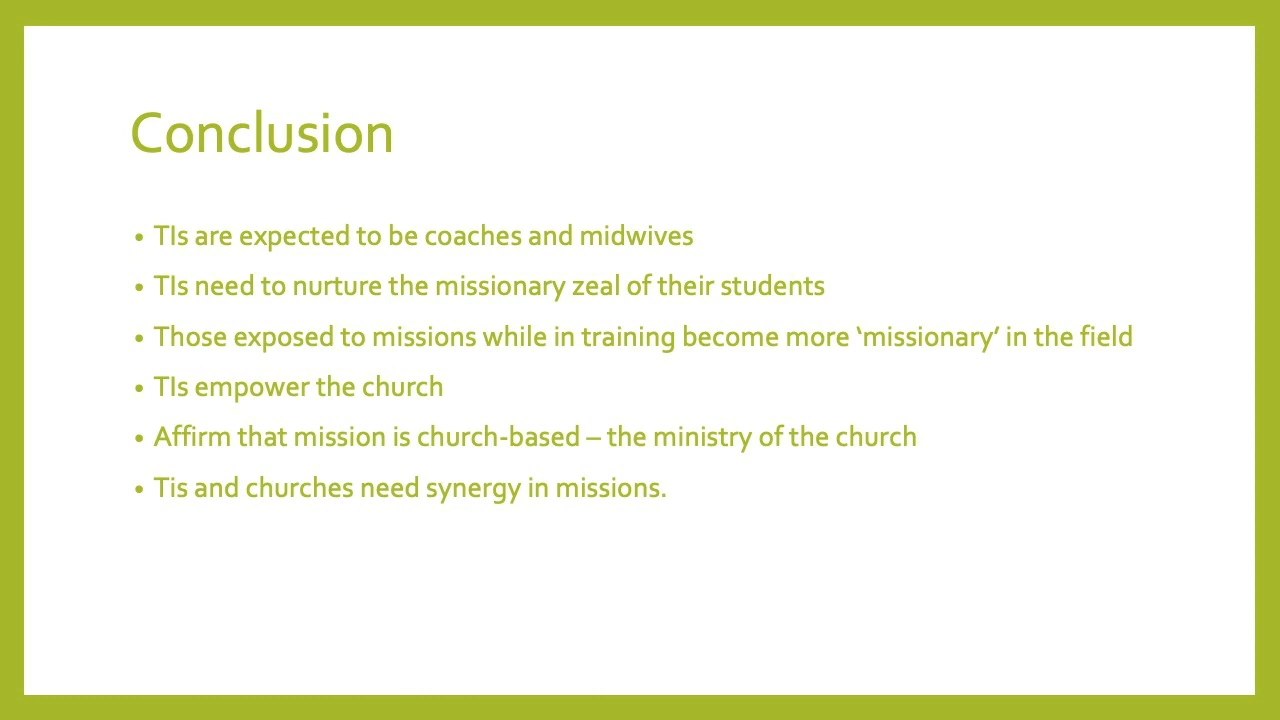 Conclusion
• TIs are expected to be coaches and midwives
• TIs need to nurture the missionary zeal of their students
• Those exposed to missions while in training become more ‘missionary’ in the field
• TIs empower the church
• Affirm that mission is church-based – the ministry of the church
• Tis and churches need synergy in missions.